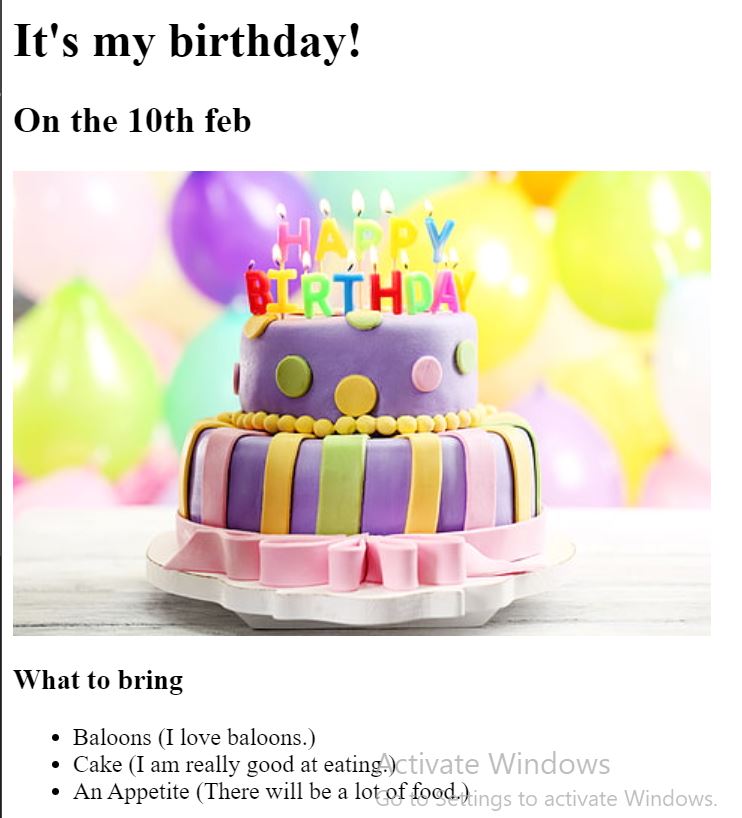 It's my birthday!
On the 10th feb
HAPPY
BIRTHDAY
What to bring
Baloons (I love baloons.)
Cake (I am really good at eating.)
Activate Windows
An Appetite (There will be a lot of food.)
Go to Settings to activate Windows.